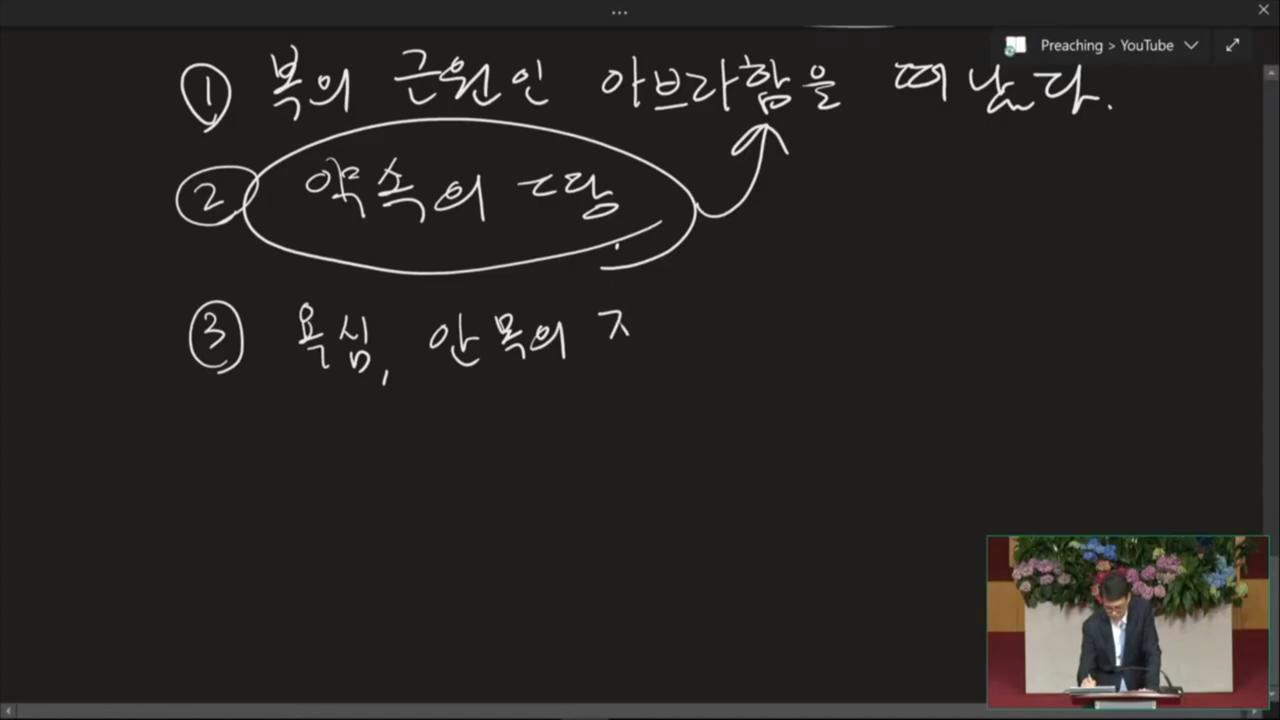 ...
Preaching > YouTube
① 복의 근원인 아브라함을 떠났다.
② 약속의 땅
③ 욕심, 안목의 ㅈ